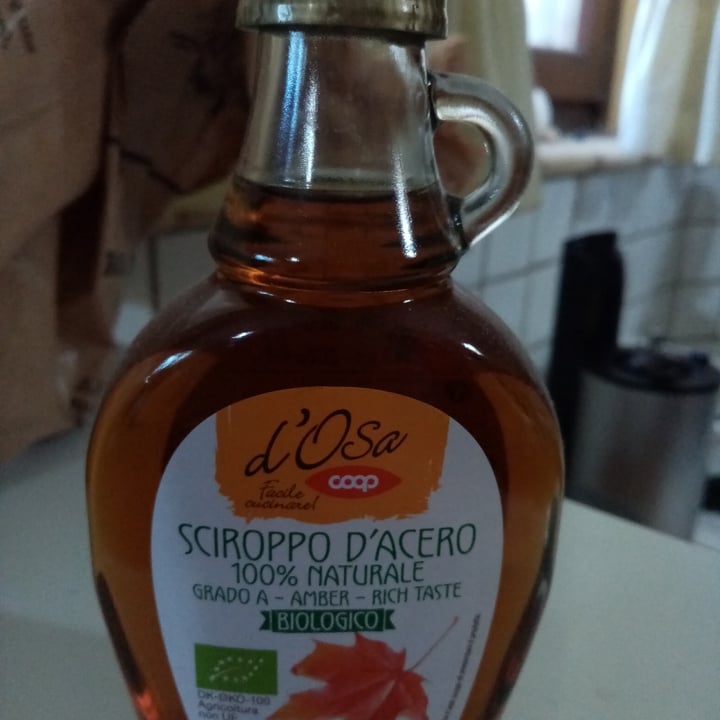 d'Osa
coop
Facile
cucinare!
SCIROPPO D'ACERO
100% NATURALE
GRADO A - AMBER - RICH TASTE
BIOLOGICO
DK-ØKO-100
Agricoltura
non UE